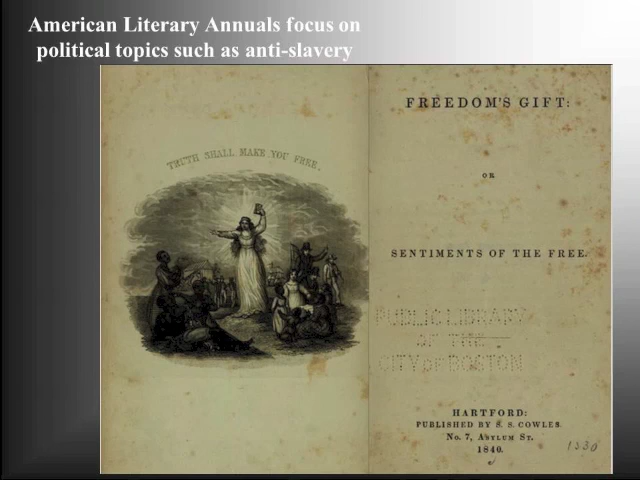 American Literary Annuals focus on
political topics such as anti-slavery
TRUTH SHALL MAKE YOU FREE.
FREEDOM'S GIFT:
OR
SENTIMENTS OF THE FREE.
PUBLIC LIBRARY
OF THE
CITY OF BOSTON
HARTFORD:
PUBLISHED BY S. S. COWLES.
No. 7, ASYLUM ST.
1840.